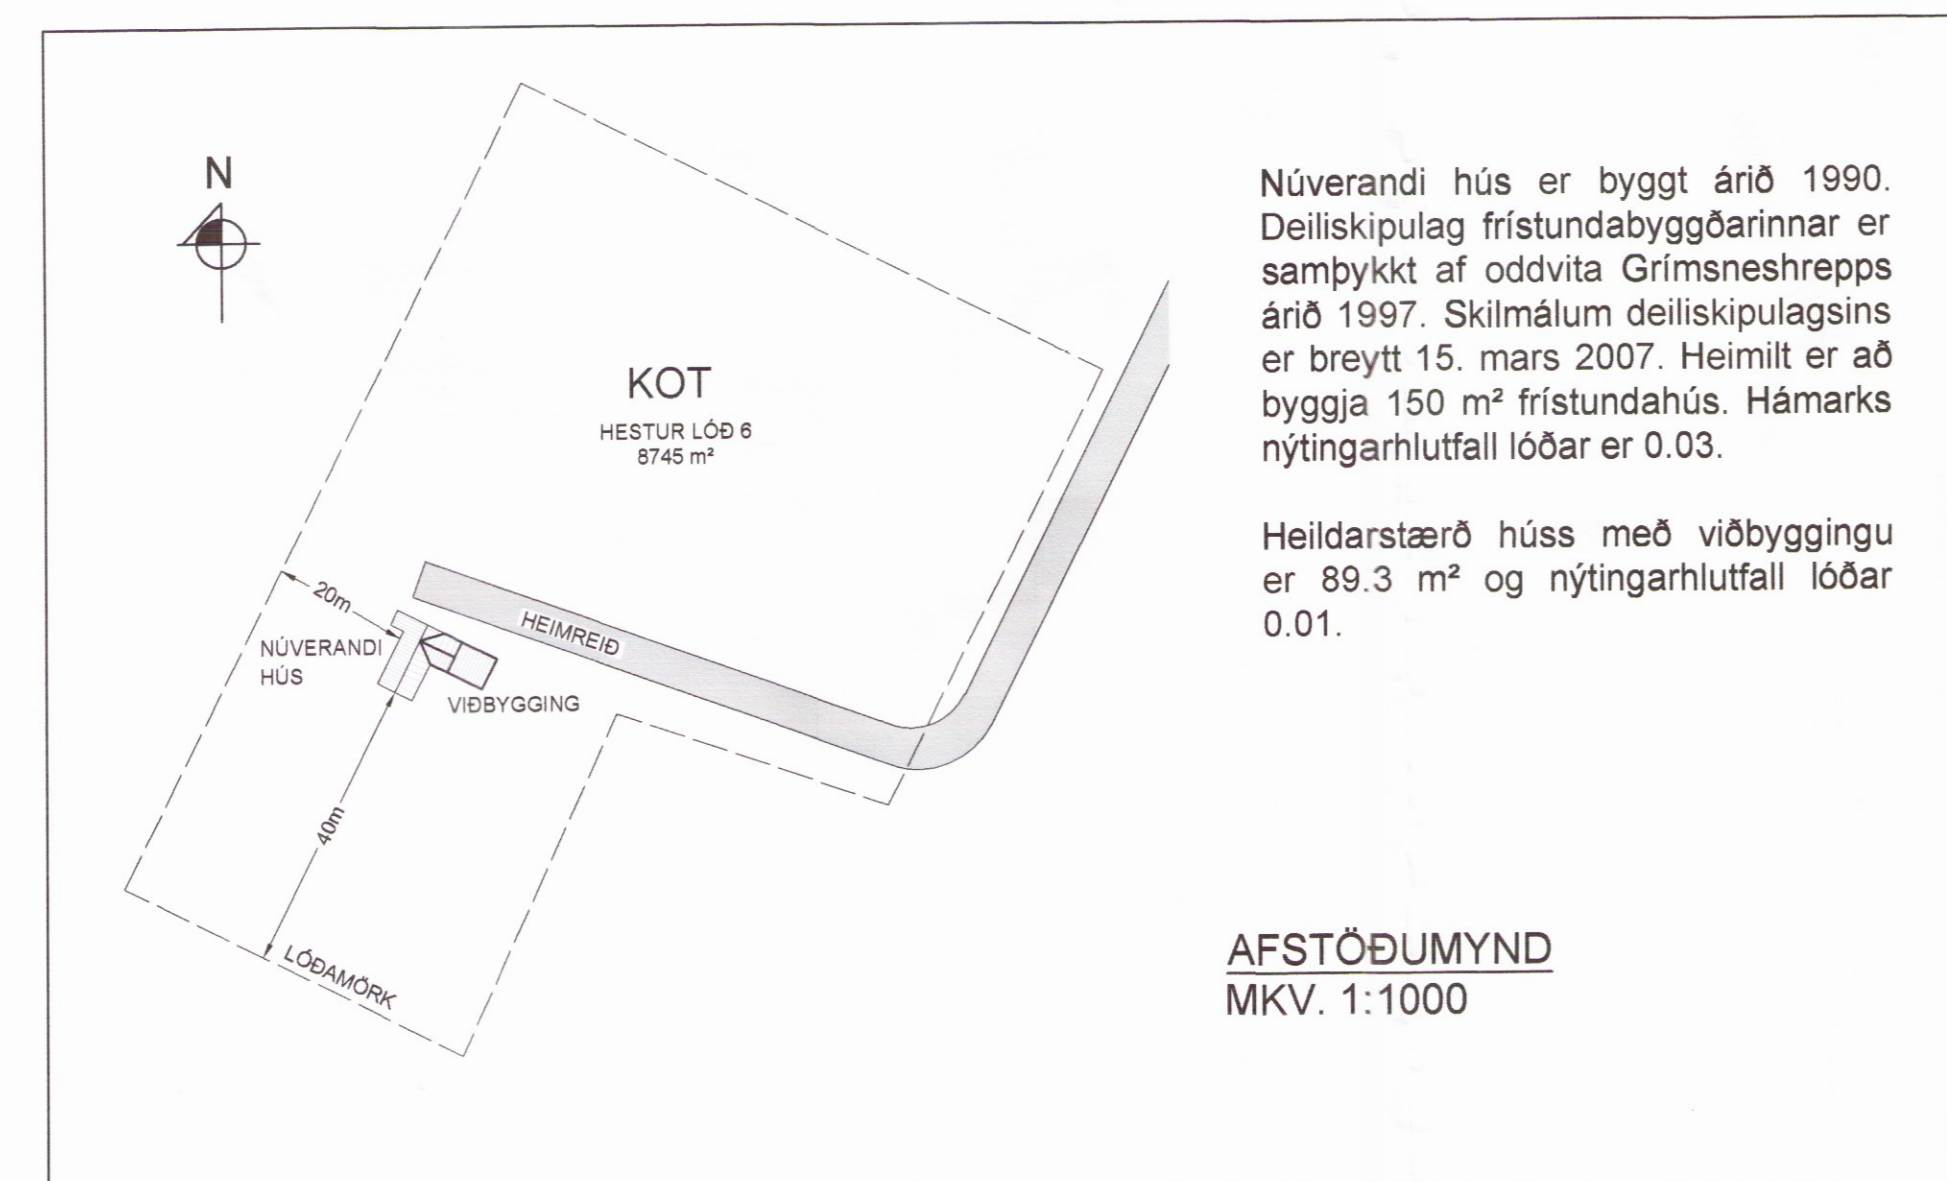 N
KOT
HESTUR LÓÐ 6
8745 m²
20m
NÚVERANDI
HÚS
HEIMREIÐ
VIÐBYGGING
40m
LÓÐAMÖRK
Núverandi hús er byggt árið 1990.
Deiliskipulag frístundabyggðarinnar er
samþykkt af oddvita Grímsneshrepps
árið 1997. Skilmálum deiliskipulagsins
er breytt 15. mars 2007. Heimilt er að
byggja 150 m² frístundahús. Hámarks
nýtingarhlutfall lóðar er 0.03.
Heildarstærð húss með viðbyggingu
er 89.3 m² og nýtingarhlutfall lóðar
0.01.
AFSTÖÐUMYND
MKV. 1:1000